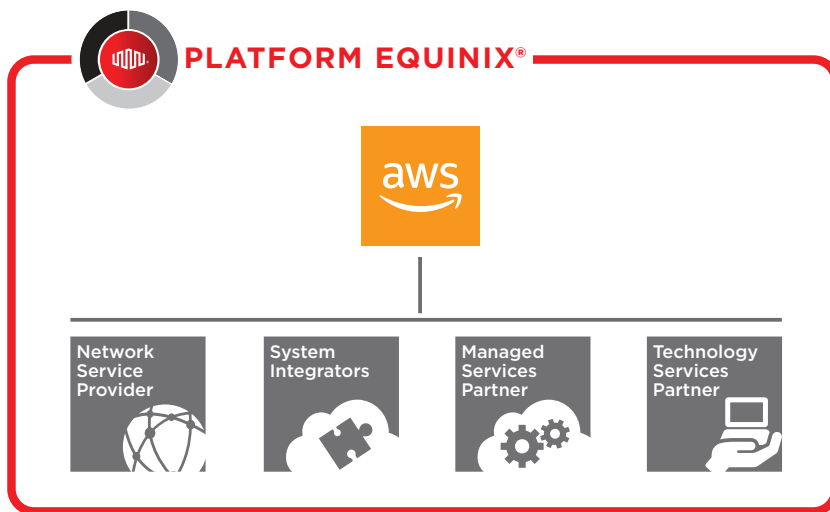 PLATFORM EQUINIX®
aws
Network
Service
Provider
System
Integrators
Managed
Services
Partner
Technology
Services
Partner